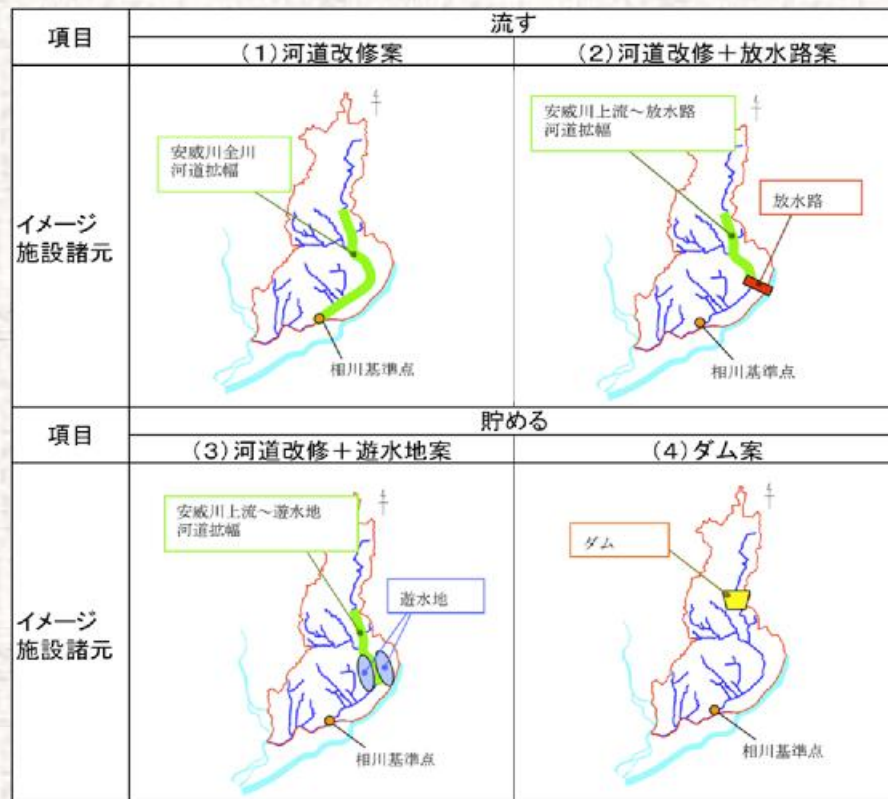 項目
流す
(1)河道改修案
(2)河道改修+放水路案
イメージ
施設諸元
安威川全川
河道拡幅
相川基準点
安威川上流~放水路
河道拡幅
放水路
相川基準点
項目
貯める
(3)河道改修+遊水地案
(4)ダム案
イメージ
施設諸元
安威川上流~遊水地
河道拡幅
遊水地
相川基準点
ダム
相川基準点